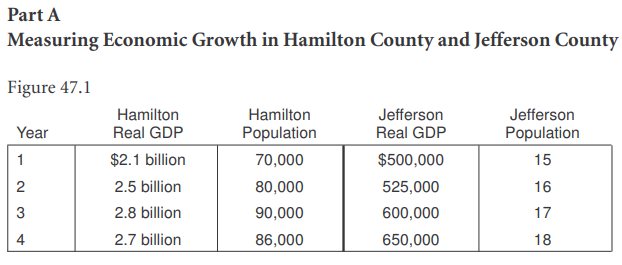 Part A
Measuring Economic Growth in Hamilton County and Jefferson County
Figure 47.1
Hamilton Hamilton Jefferson Jefferson
Year Real GDP Population Real GDP Population
1 $2.1 billion 70,000 $500,000 15
2 2.5 billion 80,000 525,000 16
3 2.8 billion 90,000 600,000 17
4 2.7 billion 86,000 650,000 18